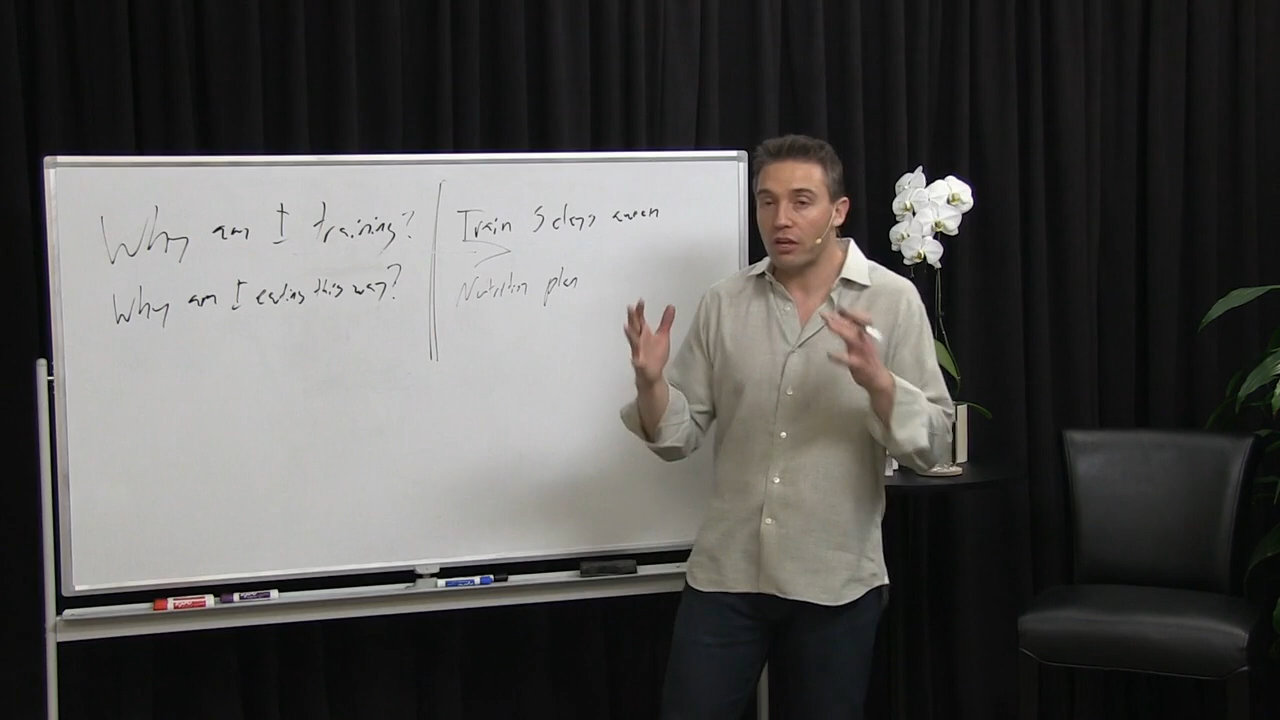 Why am I training?
Why am I eating this way?
Train 5 days a week
Nutrition plan